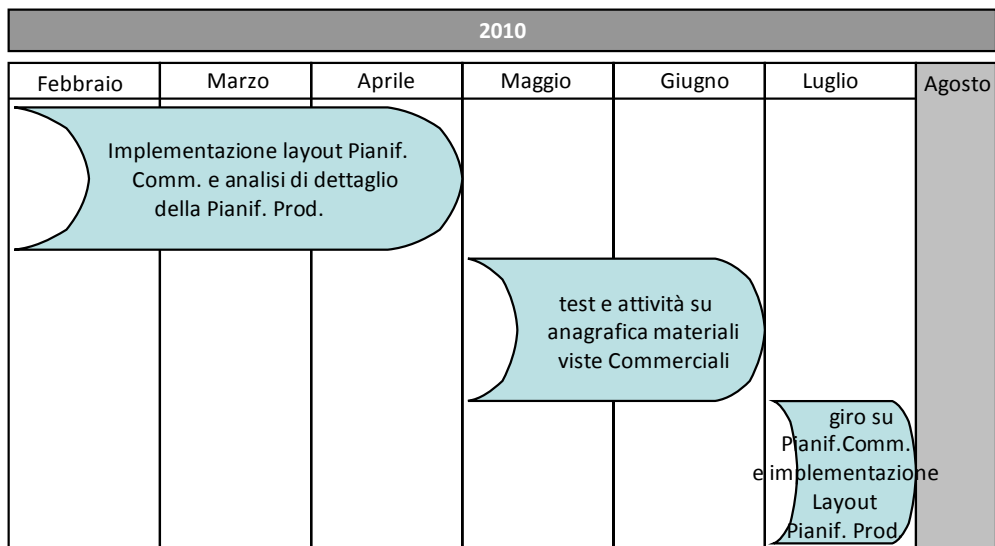 2010
Febbraio
Marzo
Aprile
Maggio
Giugno
Luglio
Agosto
Implementazione layout Pianif.
Comm. e analisi di dettaglio
della Pianif. Prod.
test e attività su
anagrafica materiali
viste Commerciali
giro su
Pianif.Comm.
e implementazione
Layout
Pianif. Prod